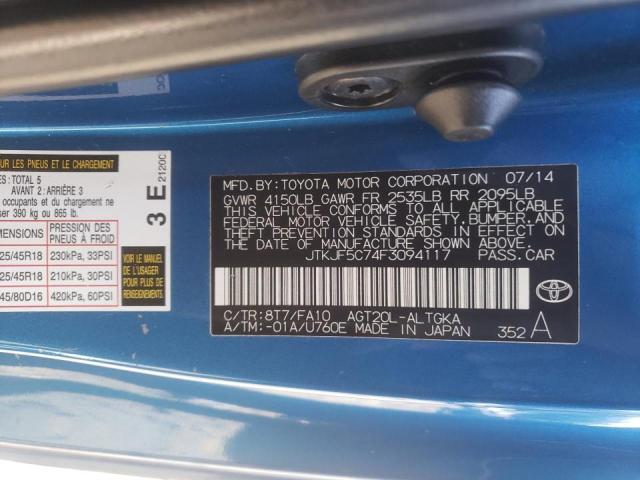 UR LES PNEUS ET LE CHARGEMENT
ES: TOTAL 5
AVANT 2: ARRIÈRE 3
occupants et du chargement ne
ser 390 kg ou 865 lb.
MENSIONS PRESSION DES PNEUS À FROID
25/45R18 230kPa, 33PSI
25/45R18 210kPa, 30PSI
45/80D16 420kPa, 60PSI
VOIR LE MANUEL
DE L'USAGER
POUR PLUS DE
RENSEIGNEMENTS
3 E
2120C
MFD.BY:TOYOTA MOTOR CORPORATION 07/14
GVWR 4150LB GAWR FR 2535LB RR 2095LB
THIS VEHICLE CONFORMS TO ALL APPLICABLE
FEDERAL MOTOR VEHICLE SAFETY,BUMPER,AND
THEFT PREVENTION STANDARDS IN EFFECT ON
THE DATE OF MANUFACTURE SHOWN ABOVE.
JTKJF5C74F3094117 PASS.CAR
C/TR:8T7/FA10 AGT20L-ALTGKA
A/TM:-01A/U760E MADE IN JAPAN 352 A
TOYOTA